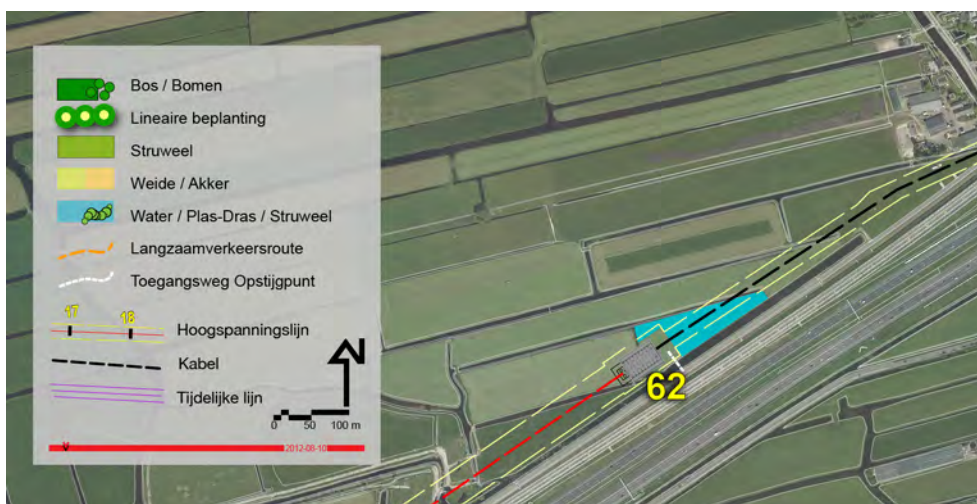 Bos / Bomen
Lineaire beplanting
Struweel
Weide / Akker
Water / Plas-Dras / Struweel
Langzaamverkeersroute
Toegangsweg Opstijgpunt
17 18
Hoogspanningslijn
Kabel
Tijdelijke lijn
N
0 50 100 m
2012-08-10
62